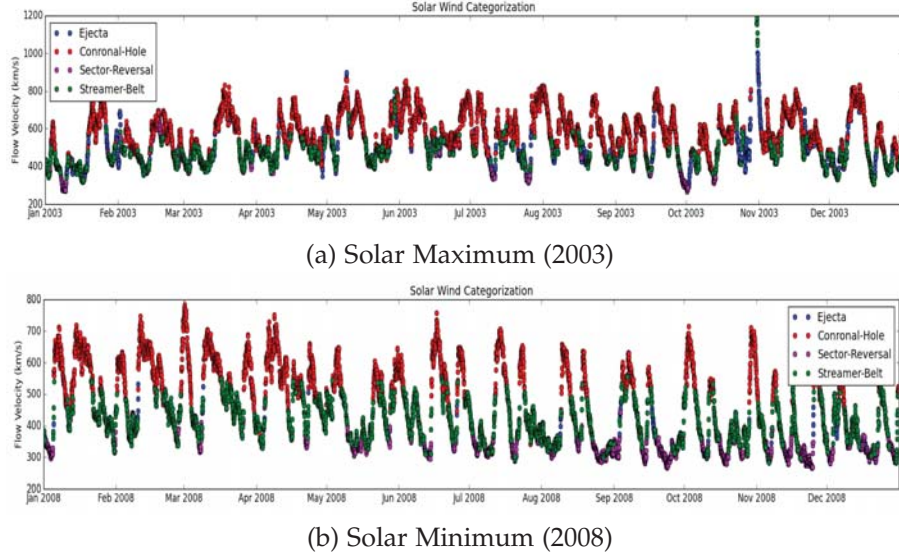 Solar Wind Categorization
1200
1000
800
600
400
200
Flow Velocity (km/s)
Ejecta
Conronal-Hole
Sector-Reversal
Streamer-Belt
Jan 2003 Feb 2003 Mar 2003 Apr 2003 May 2003 Jun 2003 Jul 2003 Aug 2003 Sep 2003 Oct 2003 Nov 2003 Dec 2003
(a) Solar Maximum (2003)
Solar Wind Categorization
800
700
600
500
400
300
200
Flow Velocity (km/s)
Ejecta
Conronal-Hole
Sector-Reversal
Streamer-Belt
Jan 2008 Feb 2008 Mar 2008 Apr 2008 May 2008 Jun 2008 Jul 2008 Aug 2008 Sep 2008 Oct 2008 Nov 2008 Dec 2008
(b) Solar Minimum (2008)